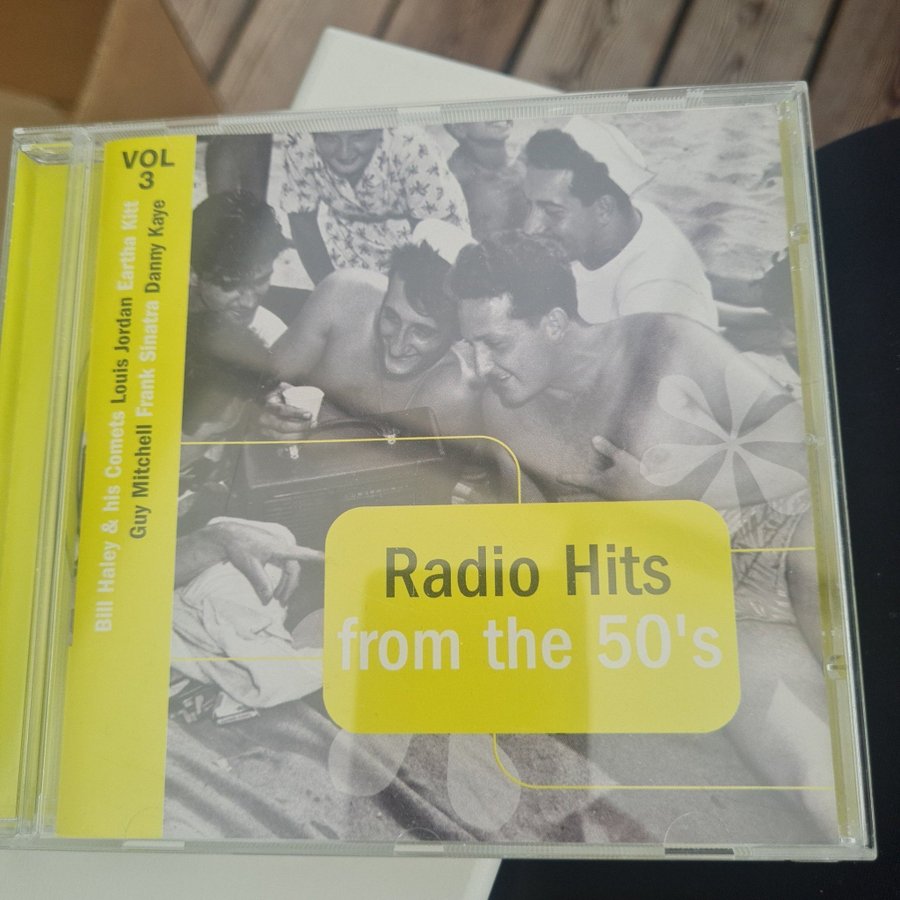 VOL
3
Bill Haley & his Comets Louis Jordan Eartha Kitt
Guy Mitchell Frank Sinatra Danny Kaye
Radio Hits
from the 50's